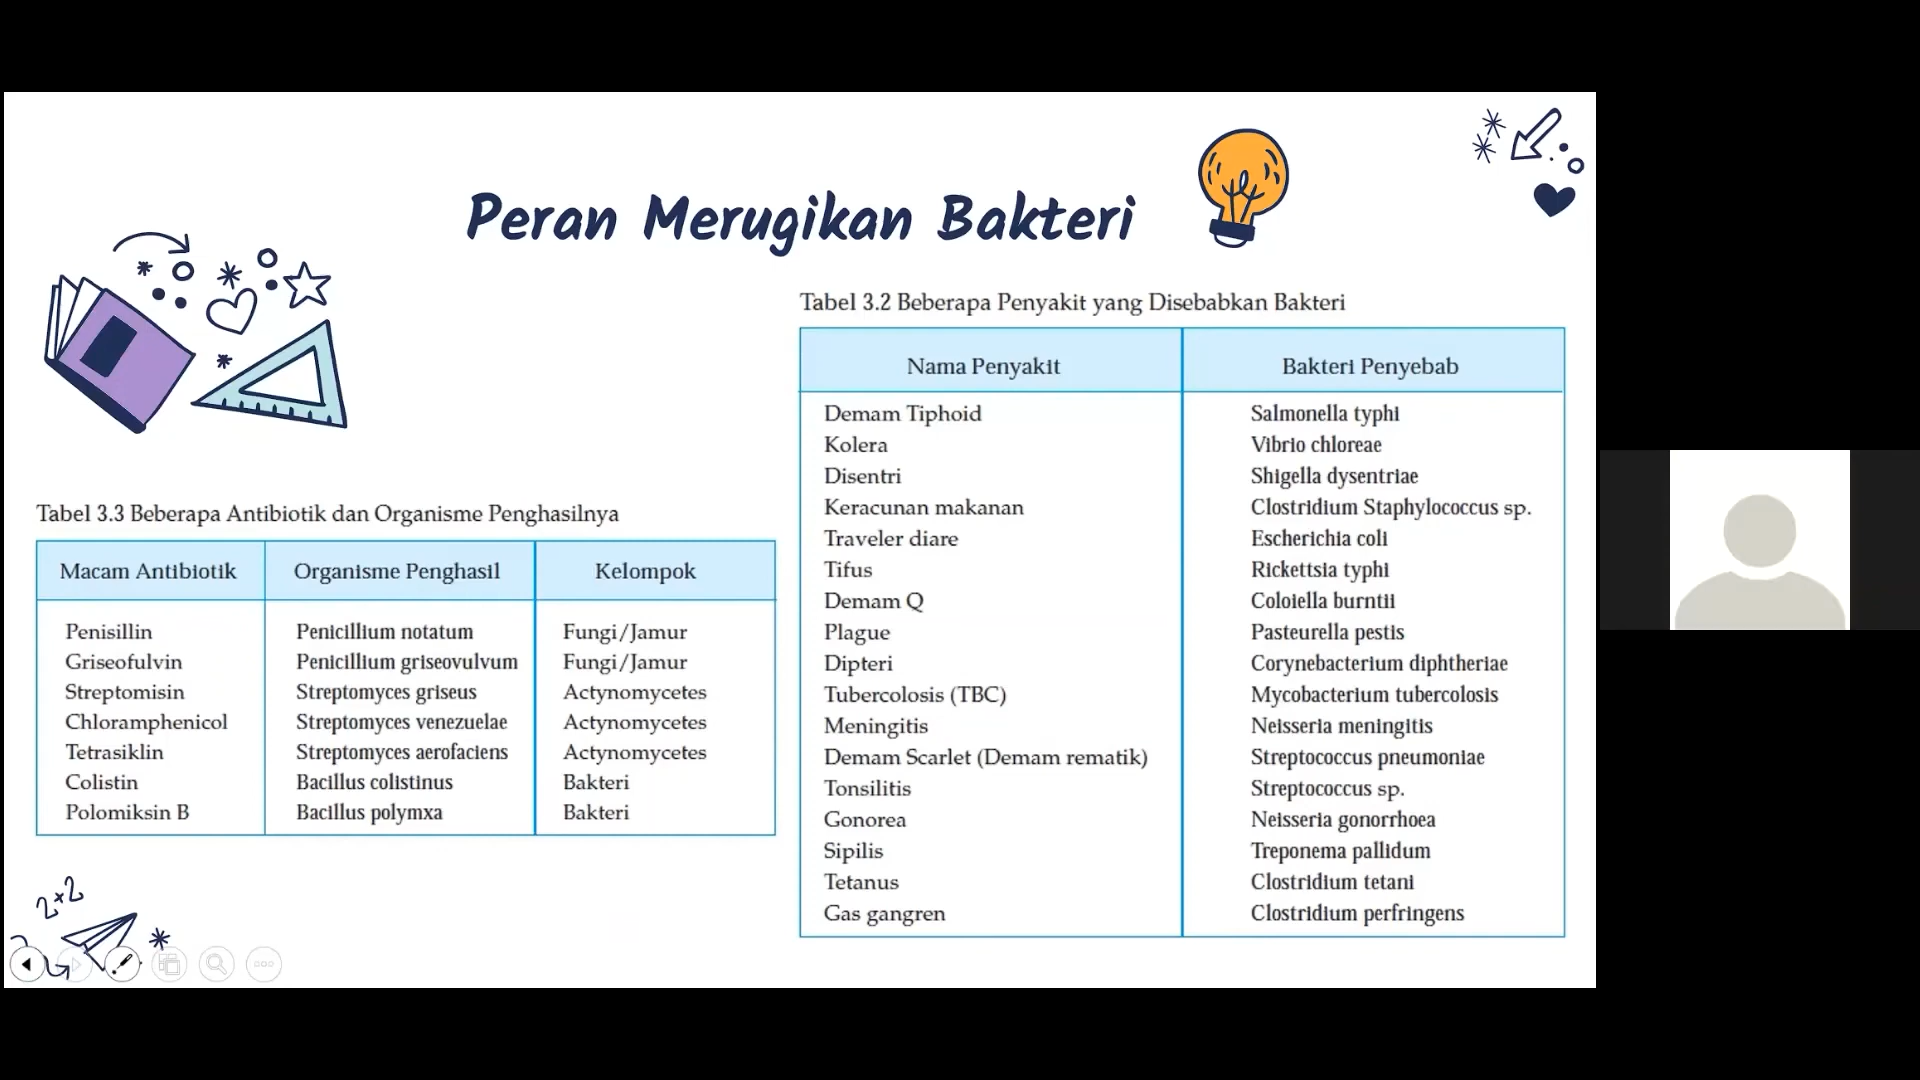 Peran Merugikan Bakteri
Tabel 3.2 Beberapa Penyakit yang Disebabkan Bakteri
Nama Penyakit Bakteri Penyebab
Demam Tiphoid Salmonella typhi
Kolera Vibrio chloreae
Disentri Shigella dysentriae
Keracunan makanan Clostridium Staphylococcus sp.
Traveler diare Escherichia coli
Tifus Rickettsia typhi
Demam Q Coloiella burntii
Plague Pasteurella pestis
Dipteri Corynebacterium diphtheriae
Tubercolosis (TBC) Mycobacterium tubercolosis
Meningitis Neisseria meningitis
Demam Scarlet (Demam rematik) Streptococcus pneumoniae
Tonsilitis Streptococcus sp.
Gonorea Neisseria gonorrhoea
Sipilis Treponema pallidum
Tetanus Clostridium tetani
Gas gangren Clostridium perfringens
Tabel 3.3 Beberapa Antibiotik dan Organisme Penghasilnya
Macam Antibiotik Organisme Penghasil Kelompok
Penisillin Penicillium notatum Fungi/Jamur
Griseofulvin Penicillium griseovulvum Fungi/Jamur
Streptomisin Streptomyces griseus Actynomycetes
Chloramphenicol Streptomyces venezuelae Actynomycetes
Tetrasiklin Streptomyces aerofaciens Actynomycetes
Colistin Bacillus colistinus Bakteri
Polomiksin B Bacillus polymxa Bakteri
2×2